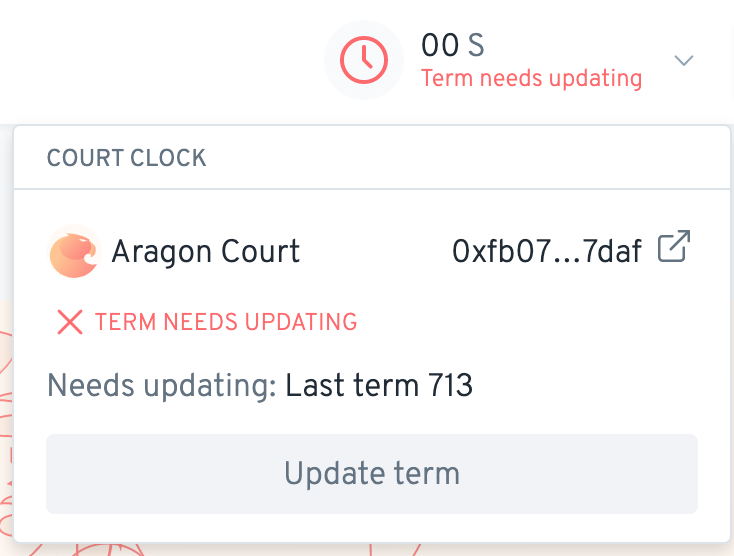 00 S
Term needs updating
COURT CLOCK
Aragon Court 0xfb07...7daf
TERM NEEDS UPDATING
Needs updating: Last term 713
Update term